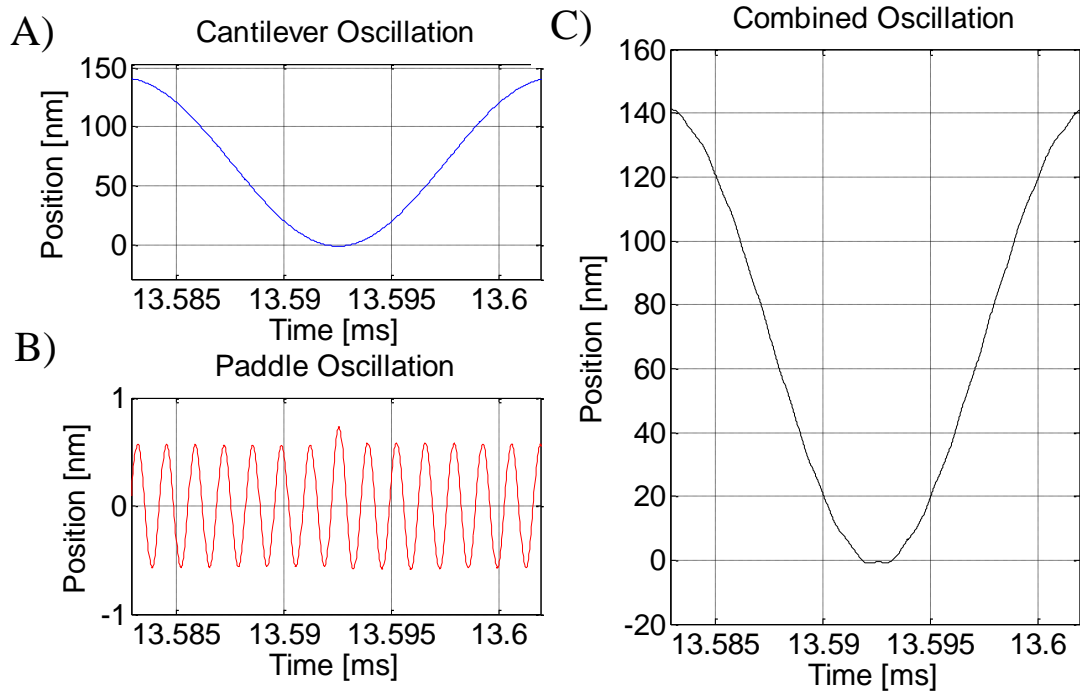 A)
Cantilever Oscillation
150
100
50
0
Position [nm]
13.585 13.59 13.595 13.6
Time [ms]
B)
Paddle Oscillation
1
0
-1
Position [nm]
13.585 13.59 13.595 13.6
Time [ms]
C)
Combined Oscillation
160
140
120
100
80
60
40
20
0
-20
Position [nm]
13.585 13.59 13.595 13.6
Time [ms]